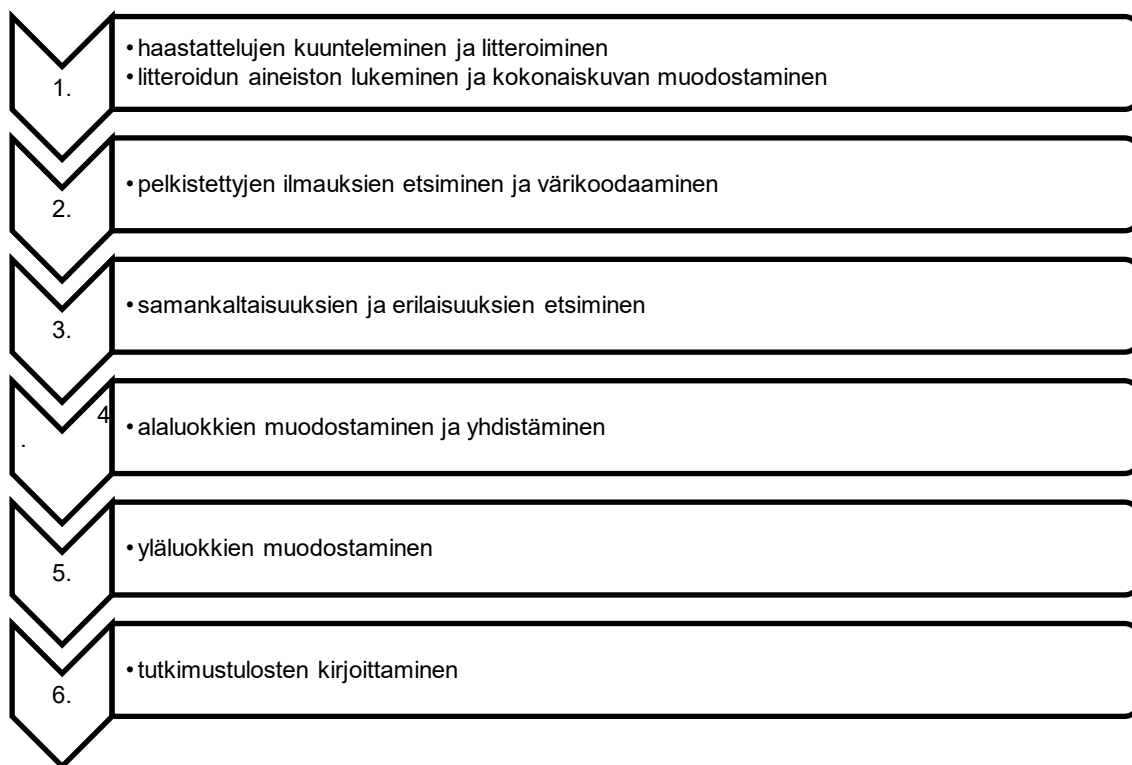 1.
• haastattelujen kuunteleminen ja litteroiminen
• litteroidun aineiston lukeminen ja kokonaiskuvan muodostaminen
2.
• pelkistettyjen ilmauksien etsiminen ja värikoodaaminen
3.
• samankaltaisuuksien ja erilaisuuksien etsiminen
4
.
• alaluokkien muodostaminen ja yhdistäminen
5.
• yläluokkien muodostaminen
6.
• tutkimustulosten kirjoittaminen